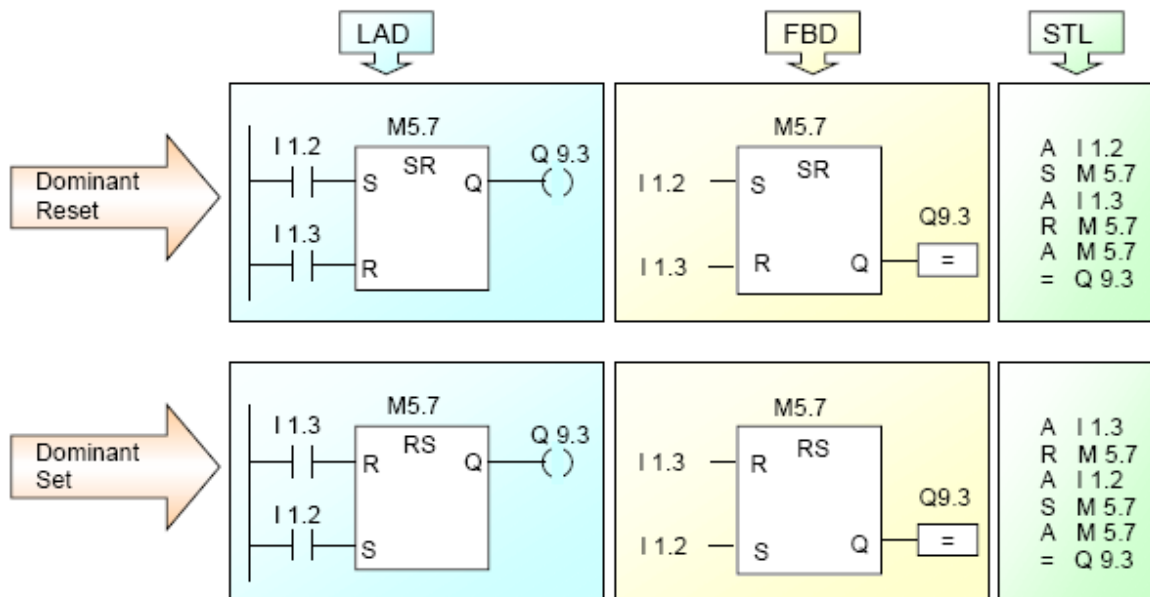 LAD
FBD
STL
Dominant
Reset
M5.7
I 1.2
SR
Q 9.3
S
Q
I 1.3
R
M5.7
SR
I 1.2
S
Q9.3
I 1.3
R
Q
=
A I 1.2
S M 5.7
A I 1.3
R M 5.7
A M 5.7
= Q 9.3
Dominant
Set
M5.7
I 1.3
RS
Q 9.3
R
Q
I 1.2
S
M5.7
RS
I 1.3
R
Q9.3
I 1.2
S
Q
=
A I 1.3
R M 5.7
A I 1.2
S M 5.7
A M 5.7
= Q 9.3